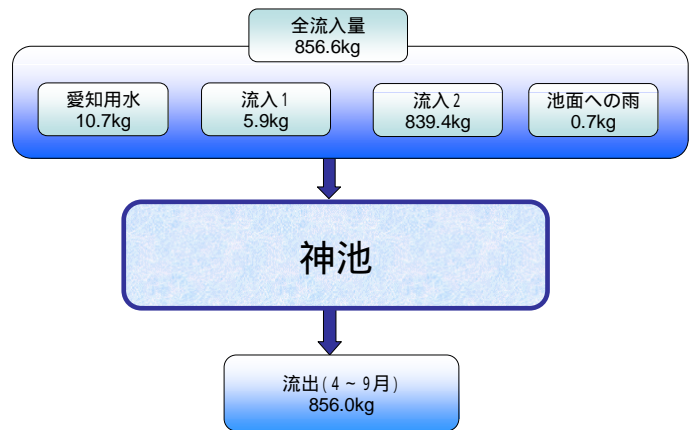 全流入量
856.6kg
愛知用水
10.7kg
流入1
5.9kg
流入2
839.4kg
池面への雨
0.7kg
神池
流出(4～9月)
856.0kg